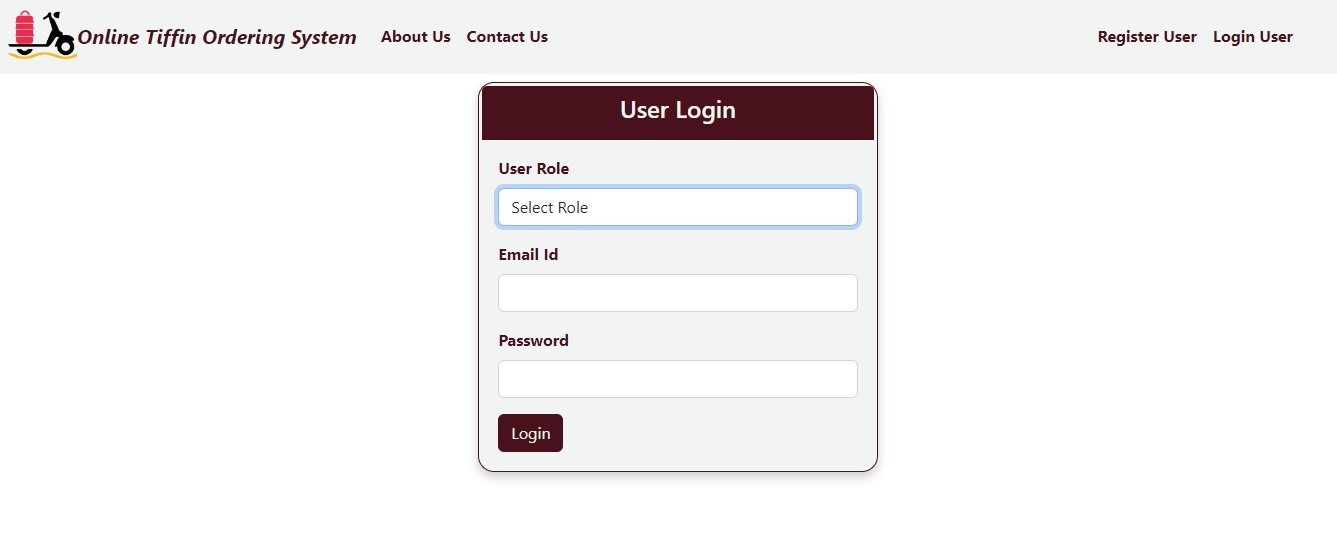 Online Tiffin Ordering System About Us Contact Us Register User Login User
User Login
User Role
Select Role
Email Id
Password
Login